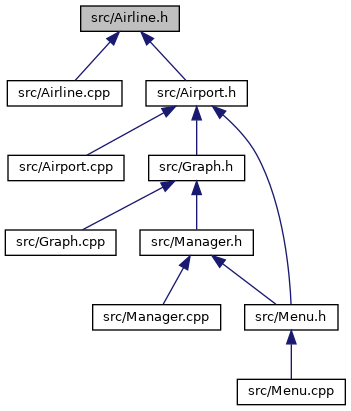 src/Airline.h
src/Airline.cpp
src/Airport.h
src/Airport.cpp
src/Graph.h
src/Graph.cpp
src/Manager.h
src/Manager.cpp
src/Menu.h
src/Menu.cpp